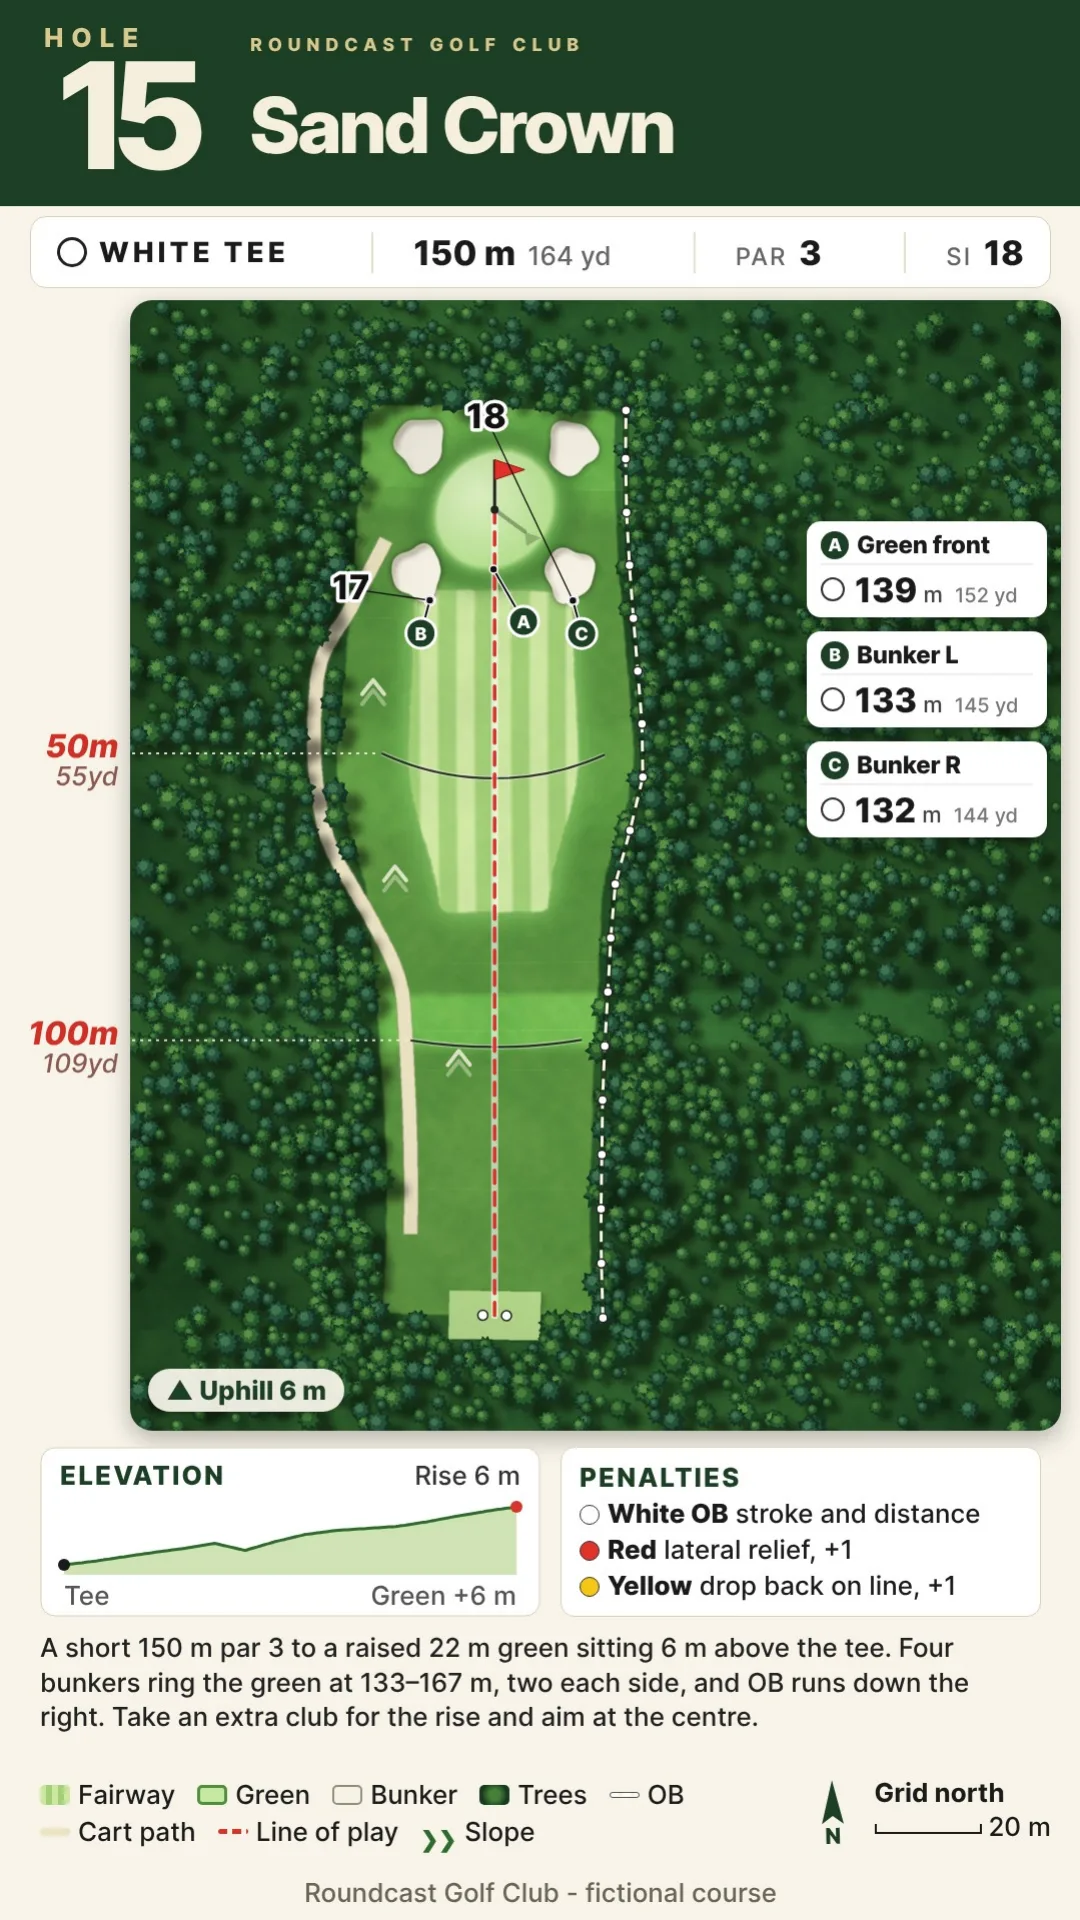 HOLE
15
ROUNDCAST GOLF CLUB
Sand Crown
WHITE TEE
150 m 164 yd
PAR 3
SI 18
18
17
A
B
C
A Green front
139 m 152 yd
B Bunker L
133 m 145 yd
C Bunker R
132 m 144 yd
50m
55yd
100m
109yd
▲ Uphill 6 m
ELEVATION
Rise 6 m
Tee
Green +6 m
PENALTIES
White OB stroke and distance
Red lateral relief, +1
Yellow drop back on line, +1
A short 150 m par 3 to a raised 22 m green sitting 6 m above the tee. Four
bunkers ring the green at 133–167 m, two each side, and OB runs down the
right. Take an extra club for the rise and aim at the centre.
Fairway Green Bunker Trees OB
Cart path Line of play Slope
N
Grid north
20 m
Roundcast Golf Club - fictional course